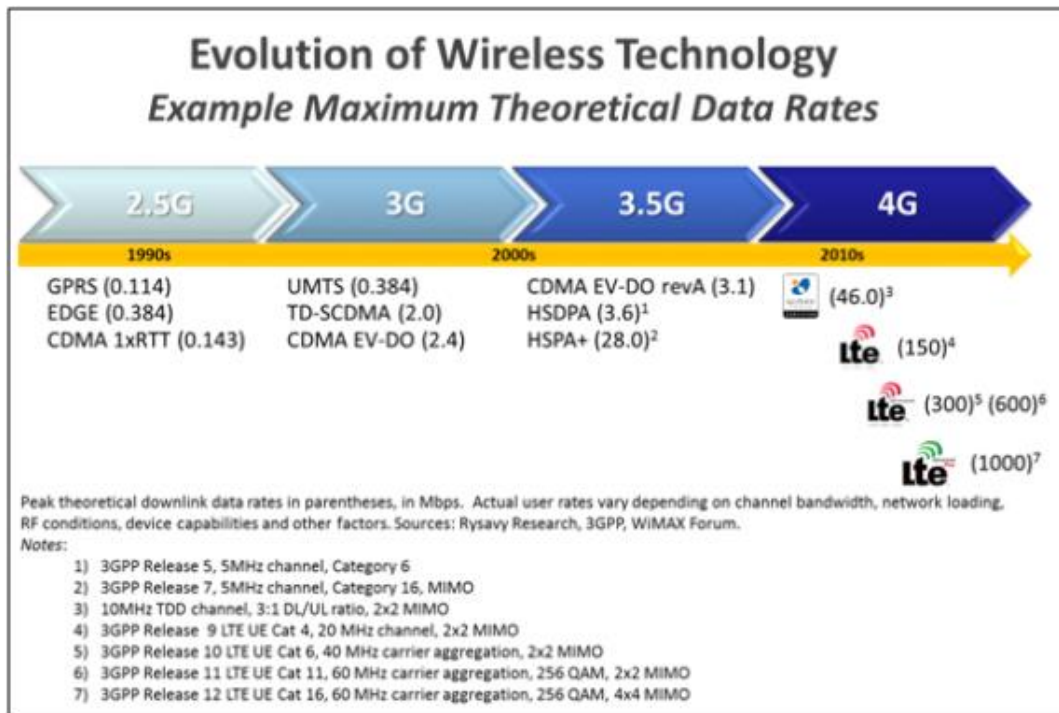 Evolution of Wireless Technology
Example Maximum Theoretical Data Rates
2.5G 3G 3.5G 4G
1990s 2000s 2010s
GPRS (0.114) UMTS (0.384) CDMA EV-DO revA (3.1) (46.0)³
EDGE (0.384) TD-SCDMA (2.0) HSDPA (3.6)¹
CDMA 1xRTT (0.143) CDMA EV-DO (2.4) HSPA+ (28.0)²
Lte (150)⁴
Lte (300)⁵ (600)⁶
Lte (1000)⁷
Peak theoretical downlink data rates in parentheses, in Mbps. Actual user rates vary depending on channel bandwidth, network loading,
RF conditions, device capabilities and other factors. Sources: Rysavy Research, 3GPP, WiMAX Forum.
Notes:
1) 3GPP Release 5, 5MHz channel, Category 6
2) 3GPP Release 7, 5MHz channel, Category 16, MIMO
3) 10MHz TDD channel, 3:1 DL/UL ratio, 2x2 MIMO
4) 3GPP Release 9 LTE UE Cat 4, 20 MHz channel, 2x2 MIMO
5) 3GPP Release 10 LTE UE Cat 6, 40 MHz carrier aggregation, 2x2 MIMO
6) 3GPP Release 11 LTE UE Cat 11, 60 MHz carrier aggregation, 256 QAM, 2x2 MIMO
7) 3GPP Release 12 LTE UE Cat 16, 60 MHz carrier aggregation, 256 QAM, 4x4 MIMO